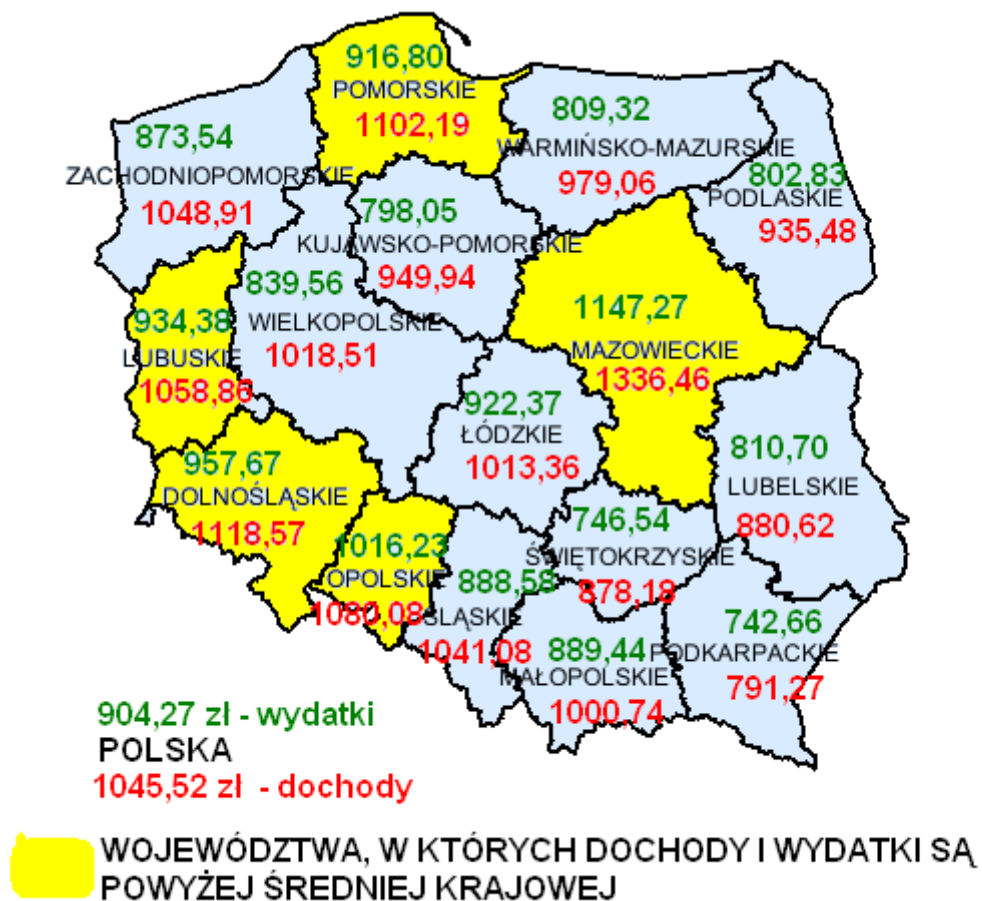 916,80
POMORSKIE
1102,19
809,32
WARMIŃSKO-MAZURSKIE
979,06
873,54
ZACHODNIOPOMORSKIE
1048,91
802,83
PODLASKIE
935,48
798,05
KUJAWSKO-POMORSKIE
949,94
839,56
WIELKOPOLSKIE
1018,51
934,38
LUBUSKIE
1058,86
1147,27
MAZOWIECKIE
1336,46
922,37
ŁÓDZKIE
1013,36
810,70
LUBELSKIE
880,62
957,67
DOLNOŚLĄSKIE
1118,57
1016,23
OPOLSKIE
1080,08
888,58
ŚLĄSKIE
1041,08
746,54
ŚWIĘTOKRZYSKIE
878,18
889,44
MAŁOPOLSKIE
1000,74
742,66
PODKARPACKIE
791,27
904,27 zł - wydatki
POLSKA
1045,52 zł - dochody
WOJEWÓDZTWA, W KTÓRYCH DOCHODY I WYDATKI SĄ
POWYŻEJ ŚREDNIEJ KRAJOWEJ